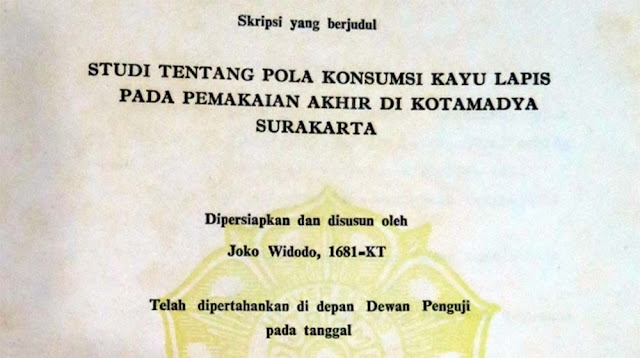 Skripsi yang berjudul
STUDI TENTANG POLA KONSUMSI KAYU LAPIS
PADA PEMAKAIAN AKHIR DI KOTAMADYA
SURAKARTA
Dipersiapkan dan disusun oleh
Joko Widodo, 1681-KT
Telah dipertahankan di depan Dewan Penguji
pada tanggal